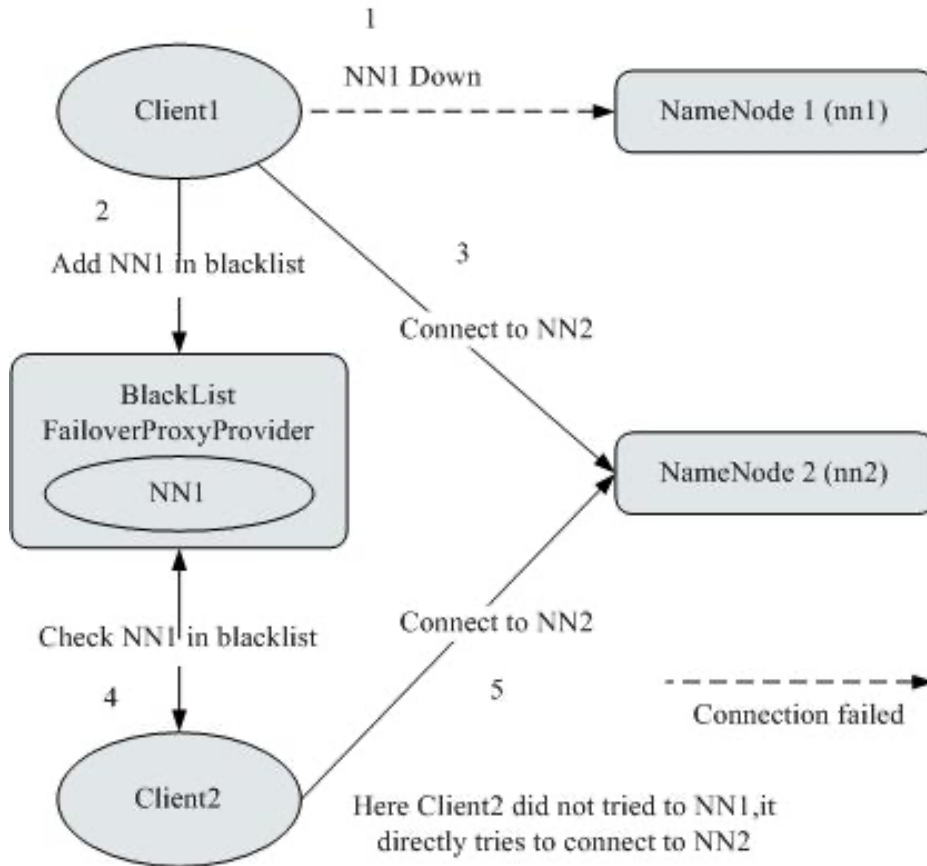 1
NN1 Down
Client1
NameNode 1 (nn1)
2
Add NN1 in blacklist
3
Connect to NN2
BlackList
FailoverProxyProvider
NN1
NameNode 2 (nn2)
Check NN1 in blacklist
Connect to NN2
4
5
Connection failed
Client2
Here Client2 did not tried to NN1,it
directly tries to connect to NN2